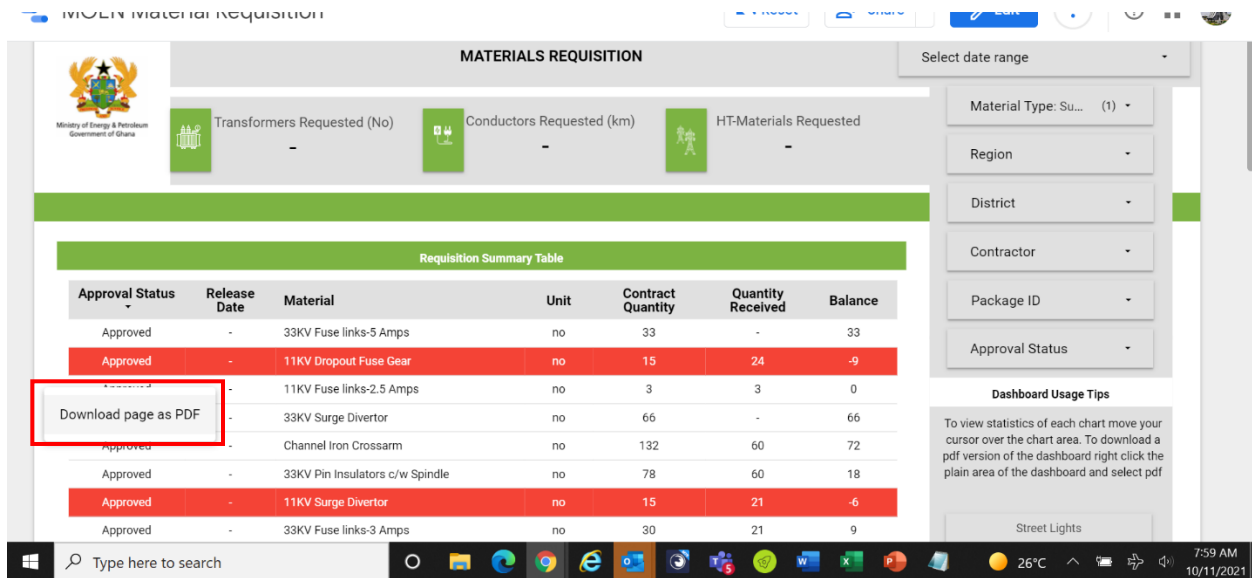 MOEN Material Requisition
Reset
Share
Edit
MATERIALS REQUISITION
Select date range
Ministry of Energy & Petroleum
Government of Ghana
Transformers Requested (No)
-
Conductors Requested (km)
-
HT-Materials Requested
-
Material Type: Su... (1)
Region
District
Contractor
Package ID
Approval Status
Requisition Summary Table
Approval Status Release Date Material Unit Contract Quantity Quantity Received Balance
Approved - 33KV Fuse links-5 Amps no 33 - 33
Approved - 11KV Dropout Fuse Gear no 15 24 -9
Approved - 11KV Fuse links-2.5 Amps no 3 3 0
Download page as PDF
- 33KV Surge Divertor no 66 - 66
Approved - Channel Iron Crossarm no 132 60 72
Approved - 33KV Pin Insulators c/w Spindle no 78 60 18
Approved - 11KV Surge Divertor no 15 21 -6
Approved - 33KV Fuse links-3 Amps no 30 21 9
Dashboard Usage Tips
To view statistics of each chart move your
cursor over the chart area. To download a
pdf version of the dashboard right click the
plain area of the dashboard and select pdf
Street Lights
Type here to search
26°C
7:59 AM
10/11/2021